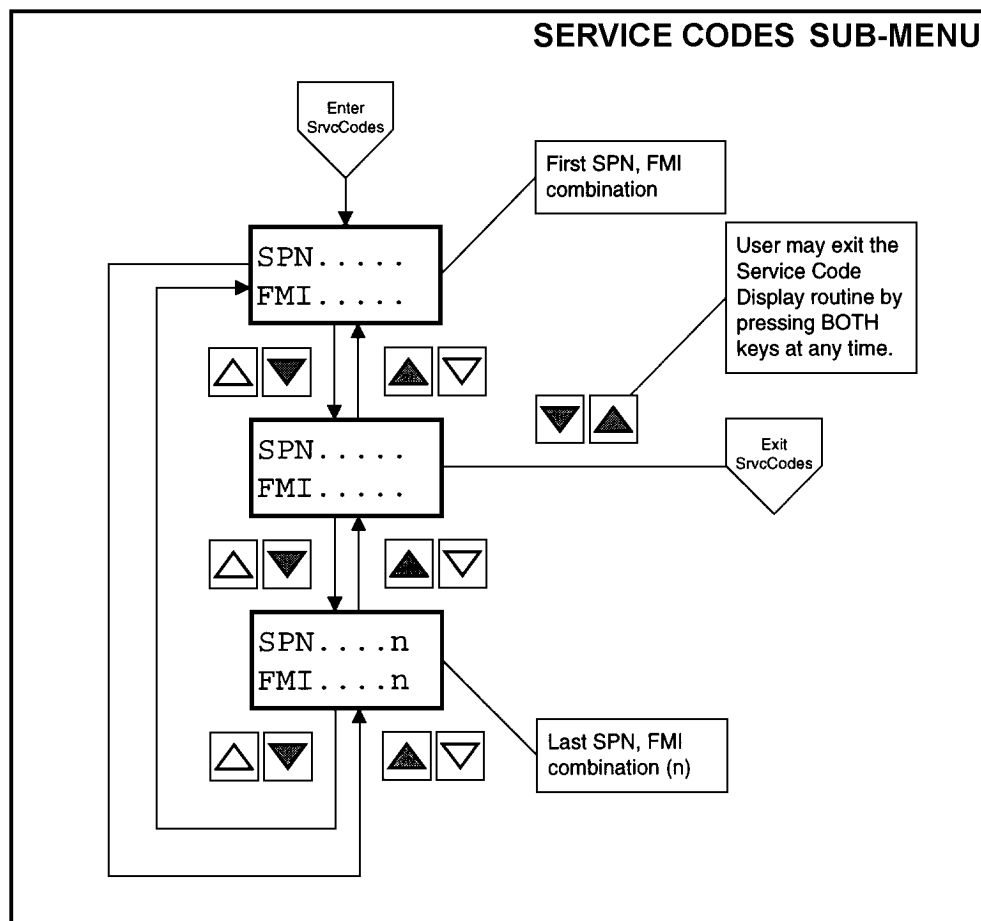 SERVICE CODES SUB-MENU
Enter
SrvcCodes
First SPN, FMI
combination
SPN.....
FMI.....
User may exit the
Service Code
Display routine by
pressing BOTH
keys at any time.
SPN.....
FMI.....
Exit
SrvcCodes
SPN....n
FMI....n
Last SPN, FMI
combination (n)